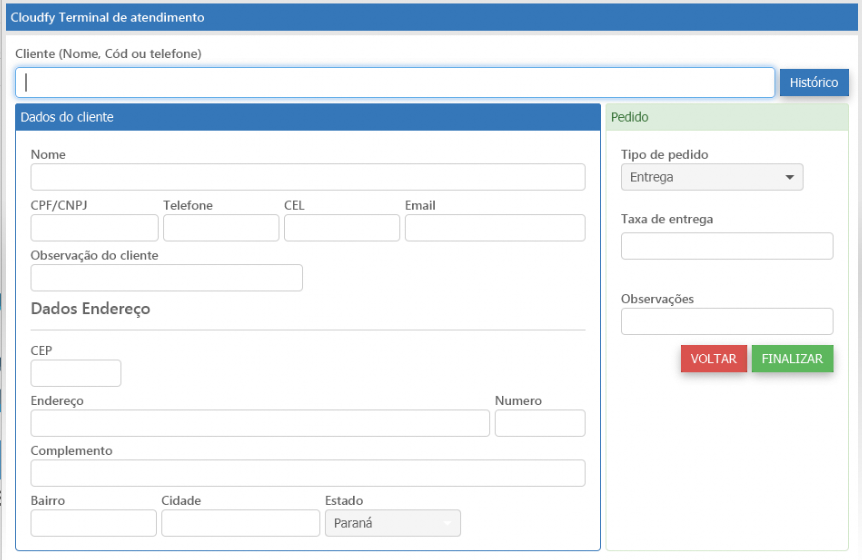 Cloudfy Terminal de atendimento
Cliente (Nome, Cód ou telefone)
Histórico
Dados do cliente
Nome
CPF/CNPJ Telefone CEL Email
Observação do cliente
Dados Endereço
CEP
Endereço Numero
Complemento
Bairro Cidade Estado
Paraná
Pedido
Tipo de pedido
Entrega
Taxa de entrega
Observações
VOLTAR FINALIZAR